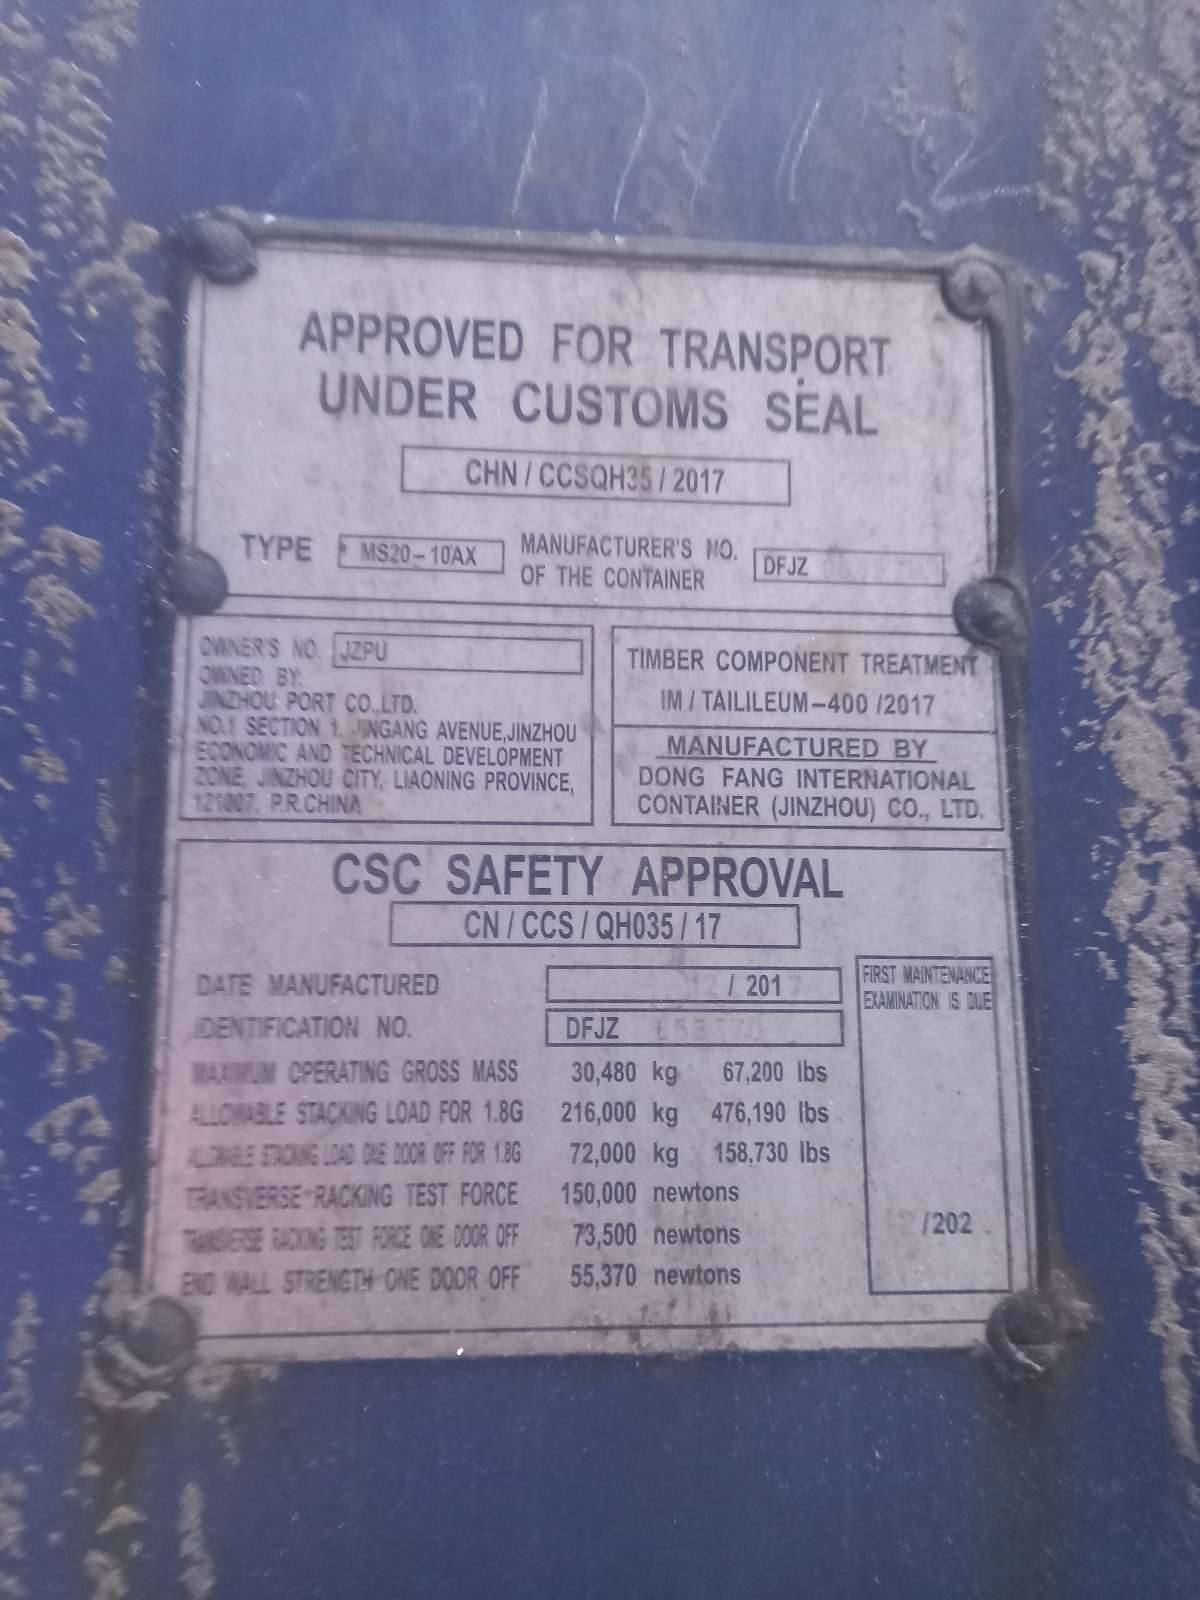 APPROVED FOR TRANSPORT
UNDER CUSTOMS SEAL
CHN / CCSQH35 / 2017
TYPE MS20-10AX
MANUFACTURER'S NO.
OF THE CONTAINER
DFJZ
OWNER'S NO. JZPU
OWNED BY:
JINZHOU PORT CO.,LTD.
NO.1 SECTION 1, JINGANG AVENUE,JINZHOU
ECONOMIC AND TECHNICAL DEVELOPMENT
ZONE, JINZHOU CITY, LIAONING PROVINCE,
121007, P.R.CHINA
TIMBER COMPONENT TREATMENT
IM / TAILILEUM-400 /2017
MANUFACTURED BY
DONG FANG INTERNATIONAL
CONTAINER (JINZHOU) CO., LTD.
CSC SAFETY APPROVAL
CN / CCS / QH035 / 17
DATE MANUFACTURED 12 / 2017
IDENTIFICATION NO. DFJZ
MAXIMUM OPERATING GROSS MASS 30,480 kg 67,200 lbs
ALLOWABLE STACKING LOAD FOR 1.8G 216,000 kg 476,190 lbs
ALLOWABLE STACKING LOAD ONE DOOR OFF FOR 1.8G 72,000 kg 158,730 lbs
TRANSVERSE RACKING TEST FORCE 150,000 newtons
TRANSVERSE RACKING TEST FORCE ONE DOOR OFF 73,500 newtons
END WALL STRENGTH ONE DOOR OFF 55,370 newtons
FIRST MAINTENANCE
EXAMINATION IS DUE
/202